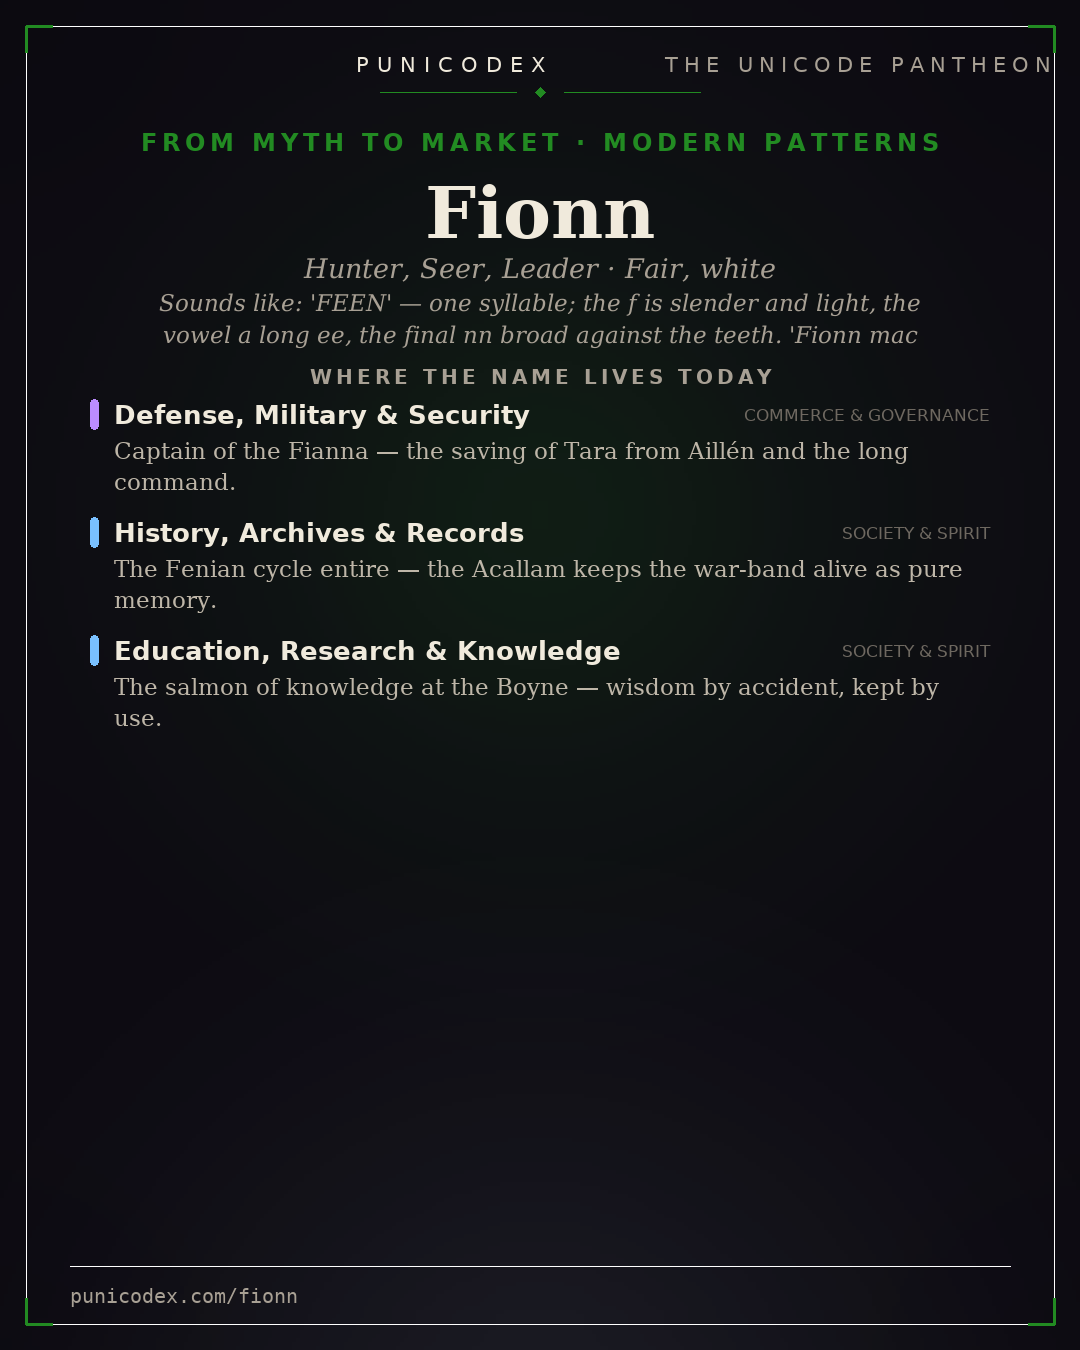 PUNICODEX THE UNICODE PANTHEON
FROM MYTH TO MARKET · MODERN PATTERNS
Fionn
Hunter, Seer, Leader · Fair, white
Sounds like: 'FEEN' — one syllable; the f is slender and light, the
vowel a long ee, the final nn broad against the teeth. 'Fionn mac
WHERE THE NAME LIVES TODAY
Defense, Military & Security COMMERCE & GOVERNANCE
Captain of the Fianna — the saving of Tara from Aillén and the long
command.
History, Archives & Records SOCIETY & SPIRIT
The Fenian cycle entire — the Acallam keeps the war-band alive as pure
memory.
Education, Research & Knowledge SOCIETY & SPIRIT
The salmon of knowledge at the Boyne — wisdom by accident, kept by
use.
punicodex.com/fionn